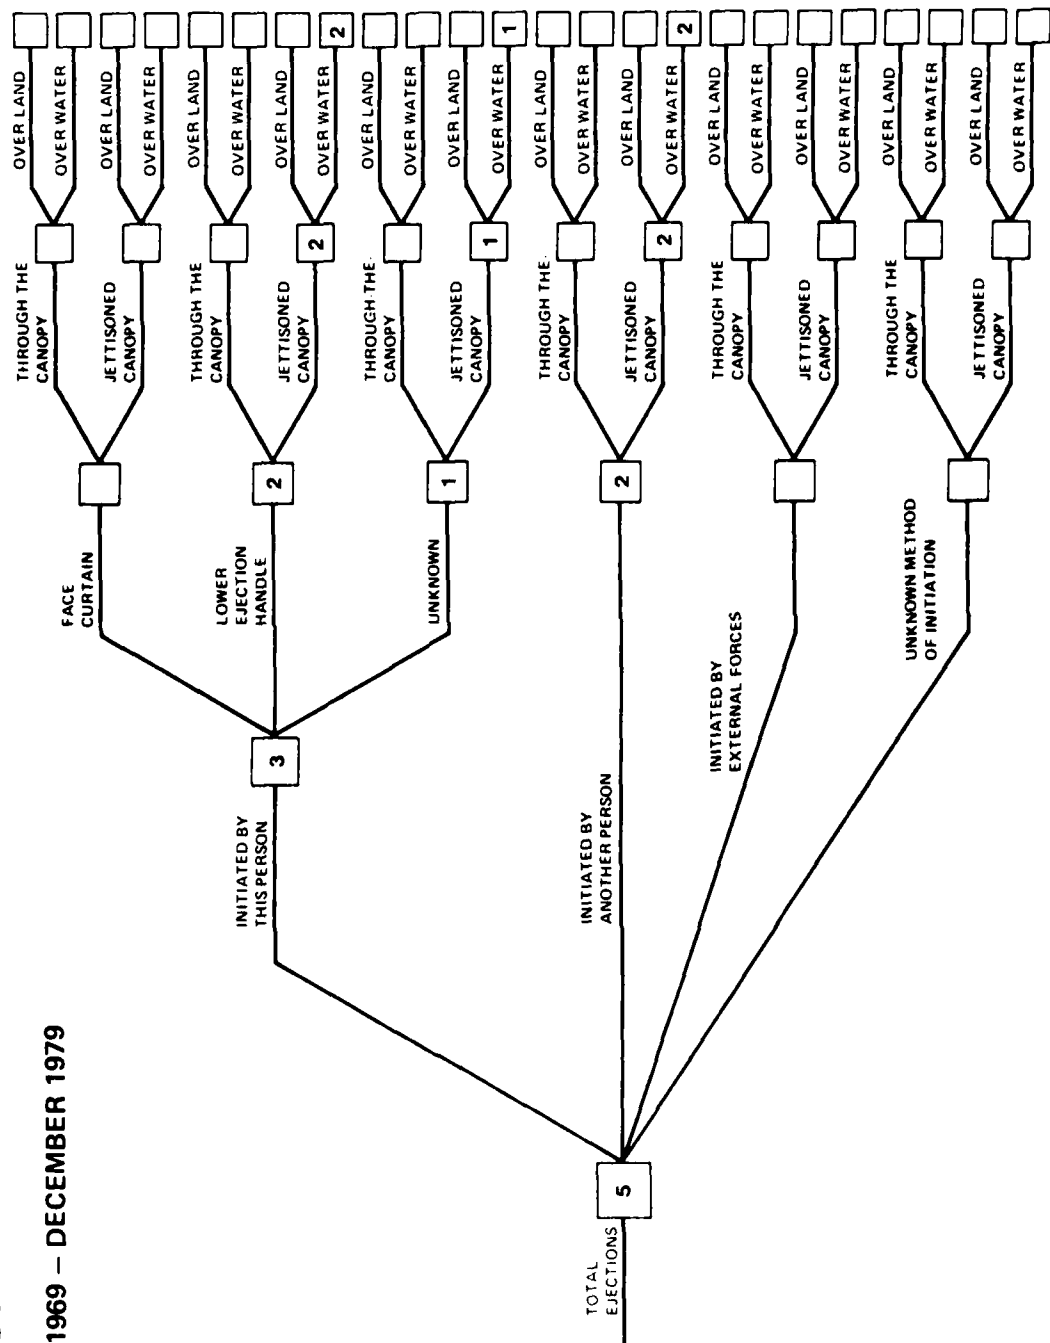 1969 – DECEMBER 1979
TOTAL
EJECTIONS
5
INITIATED BY
THIS PERSON
3
INITIATED BY
ANOTHER PERSON
INITIATED BY
EXTERNAL FORCES
UNKNOWN METHOD
OF INITIATION
FACE
CURTAIN
LOWER
EJECTION
HANDLE
2
UNKNOWN
1
2
THROUGH THE
CANOPY
JETTISONED
CANOPY
THROUGH THE
CANOPY
JETTISONED
CANOPY
2
THROUGH THE
CANOPY
JETTISONED
CANOPY
1
THROUGH THE
CANOPY
JETTISONED
CANOPY
2
THROUGH THE
CANOPY
JETTISONED
CANOPY
THROUGH THE
CANOPY
JETTISONED
CANOPY
OVER LAND
OVER WATER
OVER LAND
OVER WATER
OVER LAND
OVER WATER
OVER LAND
OVER WATER 2
OVER LAND
OVER WATER
OVER LAND
OVER WATER 1
OVER LAND
OVER WATER
OVER LAND
OVER WATER 2
OVER LAND
OVER WATER
OVER LAND
OVER WATER
OVER LAND
OVER WATER
OVER LAND
OVER WATER